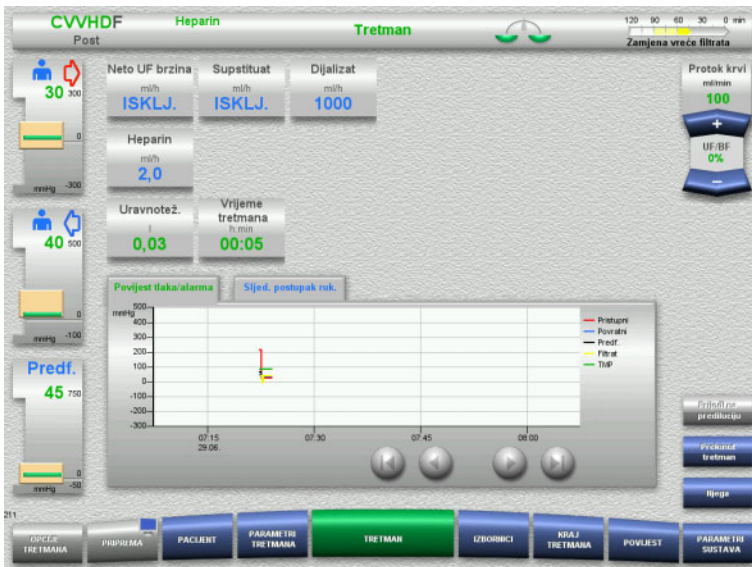 CVVHDF
Post
Heparin
Tretman
120 90 60 30 0 min
Zamjena vreće filtrata
30
300
0
-300
mmHg
40
500
0
-100
mmHg
Predf.
45
750
0
-50
mmHg
Neto UF brzina
ml/h
ISKLJ.
Supstituat
ml/h
ISKLJ.
Dijalizat
ml/h
1000
Heparin
ml/h
2,0
Uravnotež.
l
0,03
Vrijeme
tretmana
h:min
00:05
Protok krvi
ml/min
100
+
UF/BF
0%
−
Povijest tlaka/alarma
Sljed. postupak ruk.
mmHg
500
400
300
200
100
0
-100
-200
-300
07:15
29.06.
07:30
07:45
08:00
Pristupni
Povratni
Predf.
Filtrat
TMP
prediluciju
Prekinuti
tretman
Njega
211
OPCIJE
TRETMANA
PRIPREMA
PACIJENT
PARAMETRI
TRETMANA
TRETMAN
IZBORNICI
KRAJ
TRETMANA
POVIJEST
PARAMETRI
SUSTAVA